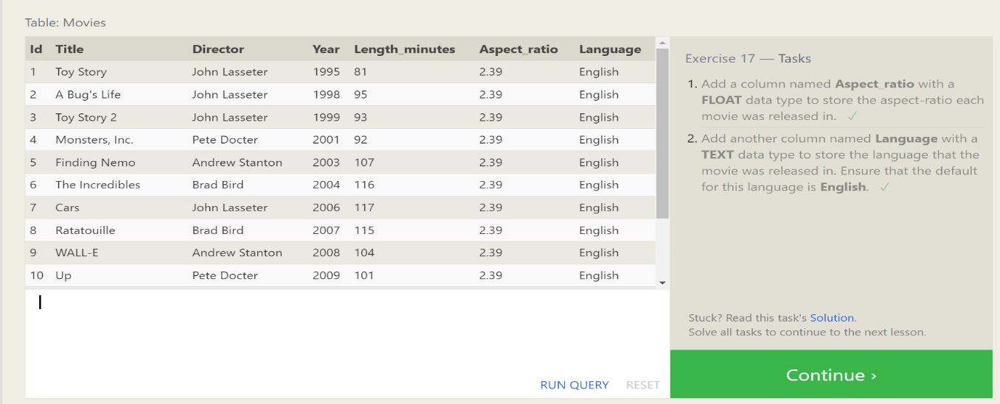 Table: Movies
Id Title Director Year Length_minutes Aspect_ratio Language
1 Toy Story John Lasseter 1995 81 2.39 English
2 A Bug's Life John Lasseter 1998 95 2.39 English
3 Toy Story 2 John Lasseter 1999 93 2.39 English
4 Monsters, Inc. Pete Docter 2001 92 2.39 English
5 Finding Nemo Andrew Stanton 2003 107 2.39 English
6 The Incredibles Brad Bird 2004 116 2.39 English
7 Cars John Lasseter 2006 117 2.39 English
8 Ratatouille Brad Bird 2007 115 2.39 English
9 WALL-E Andrew Stanton 2008 104 2.39 English
10 Up Pete Docter 2009 101 2.39 English
RUN QUERY RESET
Exercise 17 — Tasks
1. Add a column named Aspect_ratio with a
FLOAT data type to store the aspect-ratio each
movie was released in. ✓
2. Add another column named Language with a
TEXT data type to store the language that the
movie was released in. Ensure that the default
for this language is English. ✓
Stuck? Read this task's Solution.
Solve all tasks to continue to the next lesson.
Continue ›